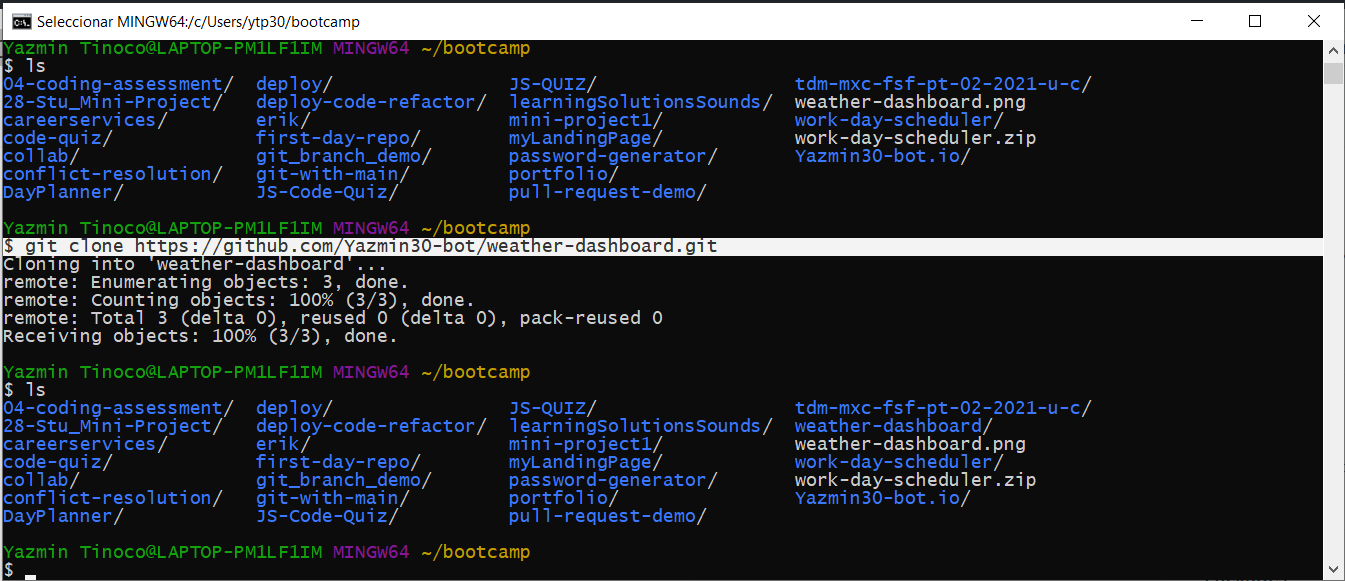 Seleccionar MINGW64:/c/Users/ytp30/bootcamp
Yazmin Tinoco@LAPTOP-PM1LF1IM MINGW64 ~/bootcamp
$ ls
04-coding-assessment/  deploy/                JS-QUIZ/                 tdm-mxc-fsf-pt-02-2021-u-c/
28-Stu_Mini-Project/   deploy-code-refactor/  learningSolutionsSounds/  weather-dashboard.png
careerservices/        erik/                  mini-project1/           work-day-scheduler/
code-quiz/             first-day-repo/        myLandingPage/           work-day-scheduler.zip
collab/                git_branch_demo/       password-generator/      Yazmin30-bot.io/
conflict-resolution/   git-with-main/         portfolio/
DayPlanner/            JS-Code-Quiz/          pull-request-demo/
Yazmin Tinoco@LAPTOP-PM1LF1IM MINGW64 ~/bootcamp
$ git clone https://github.com/Yazmin30-bot/weather-dashboard.git
Cloning into 'weather-dashboard'...
remote: Enumerating objects: 3, done.
remote: Counting objects: 100% (3/3), done.
remote: Total 3 (delta 0), reused 0 (delta 0), pack-reused 0
Receiving objects: 100% (3/3), done.
Yazmin Tinoco@LAPTOP-PM1LF1IM MINGW64 ~/bootcamp
$ ls
04-coding-assessment/  deploy/                JS-QUIZ/                 tdm-mxc-fsf-pt-02-2021-u-c/
28-Stu_Mini-Project/   deploy-code-refactor/  learningSolutionsSounds/  weather-dashboard/
careerservices/        erik/                  mini-project1/           weather-dashboard.png
code-quiz/             first-day-repo/        myLandingPage/           work-day-scheduler/
collab/                git_branch_demo/       password-generator/      work-day-scheduler.zip
conflict-resolution/   git-with-main/         portfolio/               Yazmin30-bot.io/
DayPlanner/            JS-Code-Quiz/          pull-request-demo/
Yazmin Tinoco@LAPTOP-PM1LF1IM MINGW64 ~/bootcamp
$